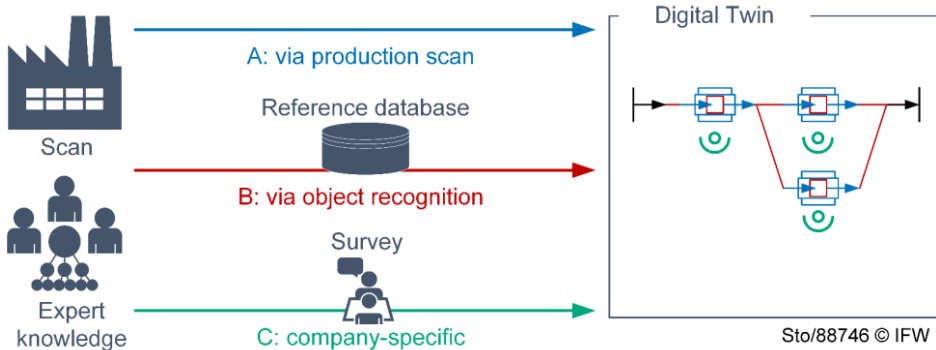 Digital Twin
A: via production scan
Reference database
Scan
B: via object recognition
Survey
Expert
knowledge
C: company-specific
Sto/88746 © IFW